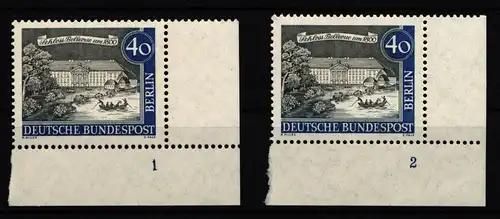 Schloss Bellevue um 1800
40
BERLIN
DEUTSCHE BUNDESPOST
1
Schloss Bellevue um 1800
40
BERLIN
DEUTSCHE BUNDESPOST
2